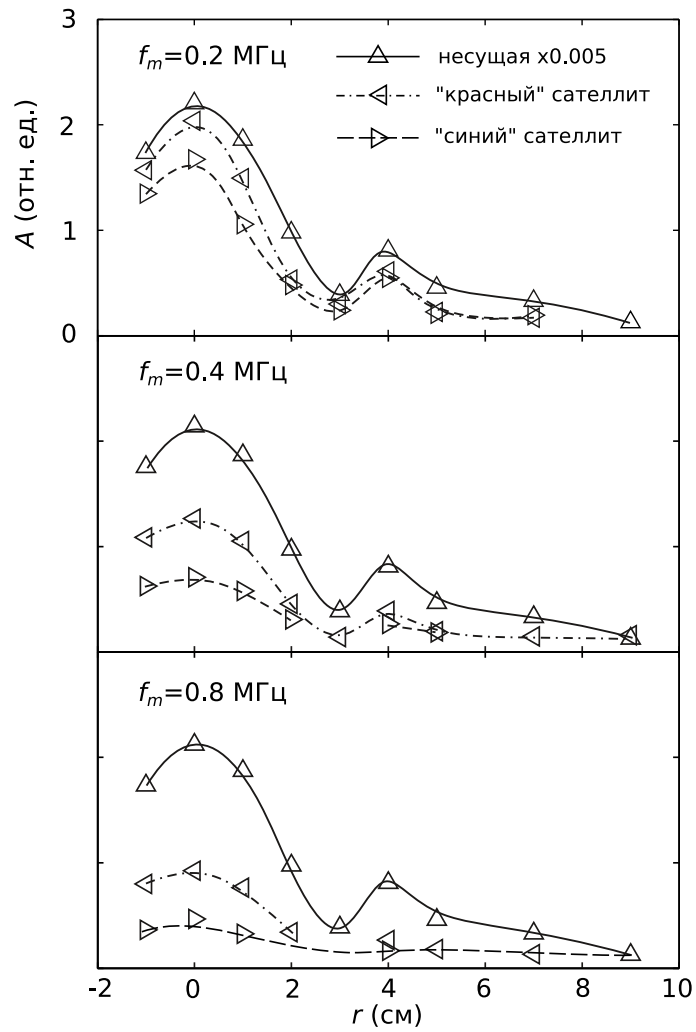 3
f_m=0.2 МГц
несущая x0.005
"красный" сателлит
2
"синий" сателлит
A (отн. ед.)
1
0
f_m=0.4 МГц
f_m=0.8 МГц
-2 0 2 4 6 8 10
r (см)